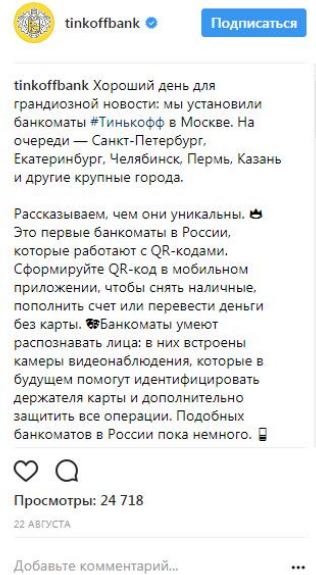 tinkoffbank
Подписаться
tinkoffbank Хороший день для
грандиозной новости: мы установили
банкоматы #Тинькофф в Москве. На
очереди — Санкт-Петербург,
Екатеринбург, Челябинск, Пермь, Казань
и другие крупные города.
Рассказываем, чем они уникальны.
Это первые банкоматы в России,
которые работают с QR-кодами.
Сформируйте QR-код в мобильном
приложении, чтобы снять наличные,
пополнить счет или перевести деньги
без карты. Банкоматы умеют
распознавать лица: в них встроены
камеры видеонаблюдения, которые в
будущем помогут идентифицировать
держателя карты и дополнительно
защитить все операции. Подобных
банкоматов в России пока немного.
Просмотры: 24 718
22 АВГУСТА
Добавьте комментарий...